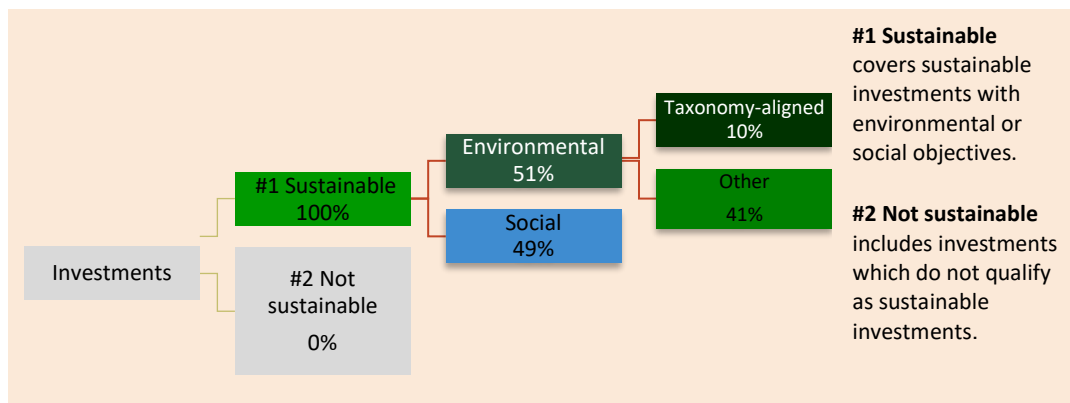 Investments
#1 Sustainable
100%
#2 Not
sustainable
0%
Environmental
51%
Social
49%
Taxonomy-aligned
10%
Other
41%
#1 Sustainable
covers sustainable
investments with
environmental or
social objectives.
#2 Not sustainable
includes investments
which do not qualify
as sustainable
investments.